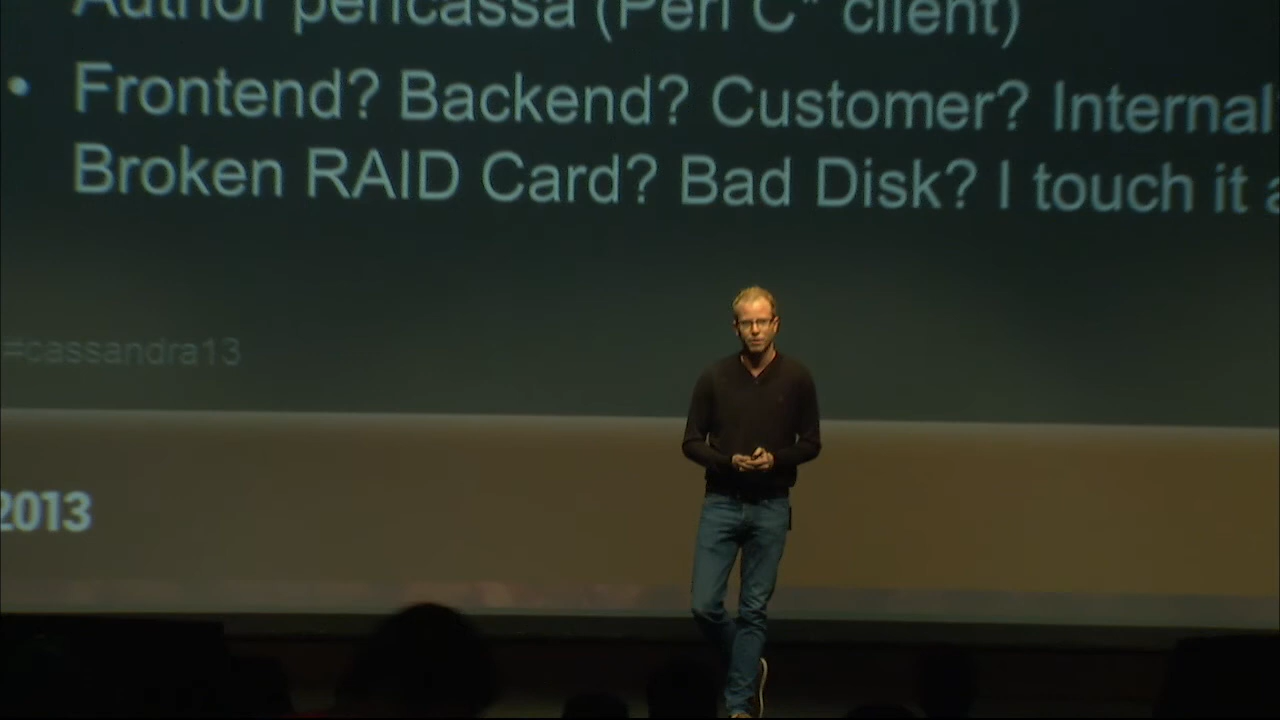 Author perlcassa (Perl C* client)
• Frontend? Backend? Customer? Internal
Broken RAID Card? Bad Disk? I touch it a
#cassandra13
2013